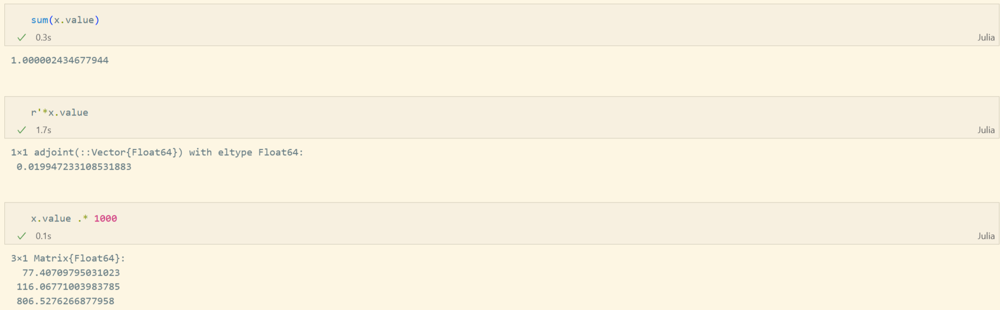 sum(x.value)
0.3s
Julia
1.000002434677944
r'*x.value
1.7s
Julia
1×1 adjoint(::Vector{Float64}) with eltype Float64:
0.019947233108531883
x.value .* 1000
0.1s
Julia
3×1 Matrix{Float64}:
77.40709795031023
116.06771003983785
806.5276266877958